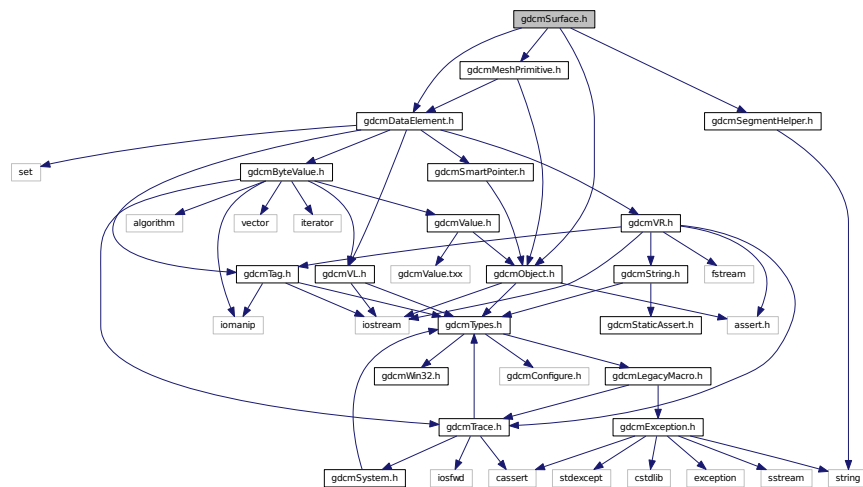 gdcmSurface.h
gdcmMeshPrimitive.h
gdcmDataElement.h
gdcmSegmentHelper.h
set
gdcmByteValue.h
gdcmSmartPointer.h
algorithm
vector
iterator
gdcmValue.h
gdcmVR.h
gdcmTag.h
gdcmVL.h
gdcmValue.txx
gdcmObject.h
gdcmString.h
fstream
iomanip
iostream
gdcmTypes.h
gdcmStaticAssert.h
assert.h
gdcmWin32.h
gdcmConfigure.h
gdcmLegacyMacro.h
gdcmTrace.h
gdcmException.h
gdcmSystem.h
iosfwd
cassert
stdexcept
cstdlib
exception
sstream
string